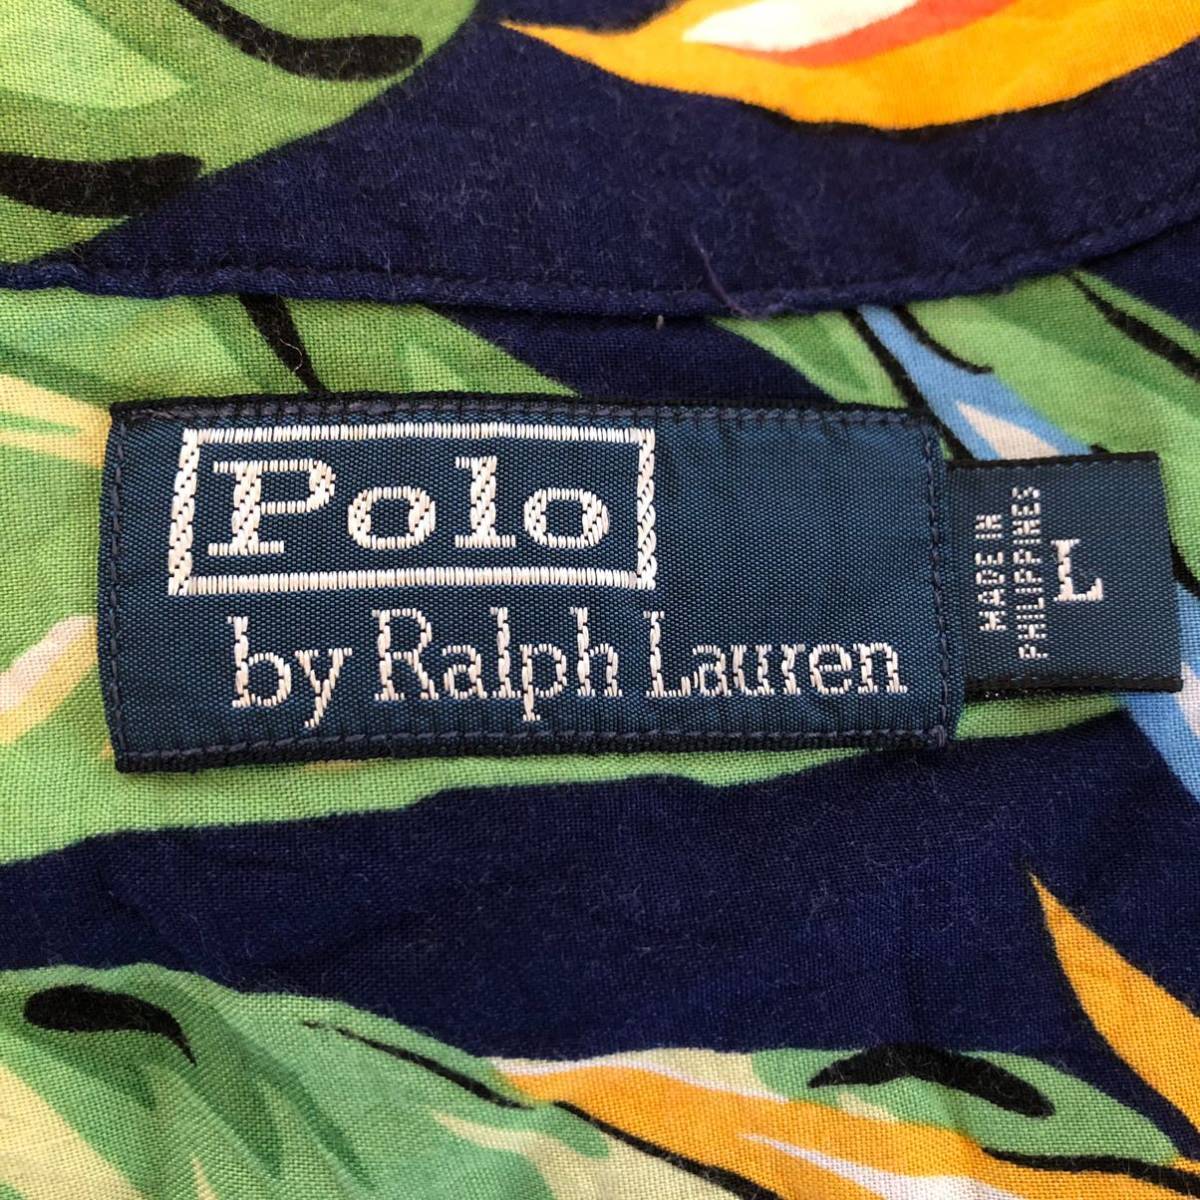 Polo
by Ralph Lauren
MADE IN
PHILIPPINES
L